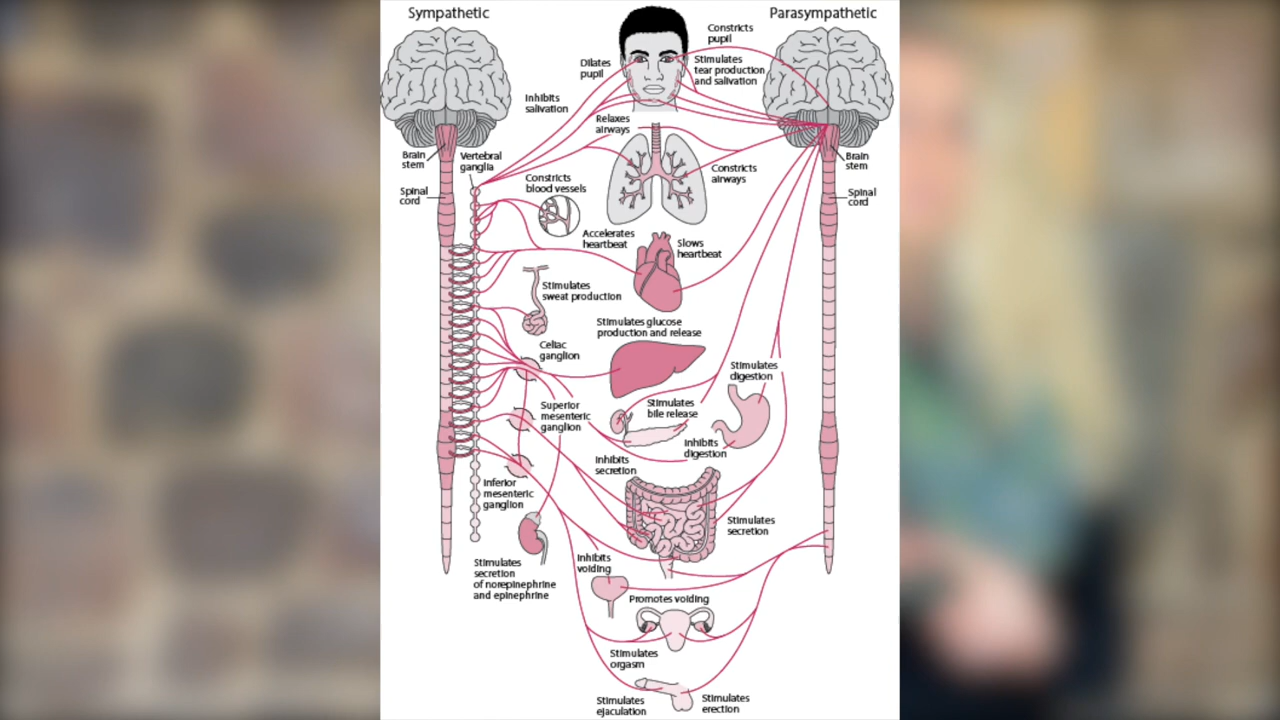 Sympathetic
Parasympathetic
Constricts
pupil
Dilates
pupil
Stimulates
tear production
and salivation
Inhibits
salivation
Relaxes
airways
Brain
stem
Vertebral
ganglia
Brain
stem
Constricts
airways
Constricts
blood vessels
Spinal
cord
Spinal
cord
Accelerates
heartbeat
Slows
heartbeat
Stimulates
sweat production
Stimulates glucose
production and release
Celiac
ganglion
Stimulates
digestion
Superior
mesenteric
ganglion
Stimulates
bile release
Inhibits
digestion
Inhibits
secretion
Inferior
mesenteric
ganglion
Stimulates
secretion
Stimulates
secretion
of norepinephrine
and epinephrine
Inhibits
voiding
Promotes voiding
Stimulates
orgasm
Stimulates
ejaculation
Stimulates
erection